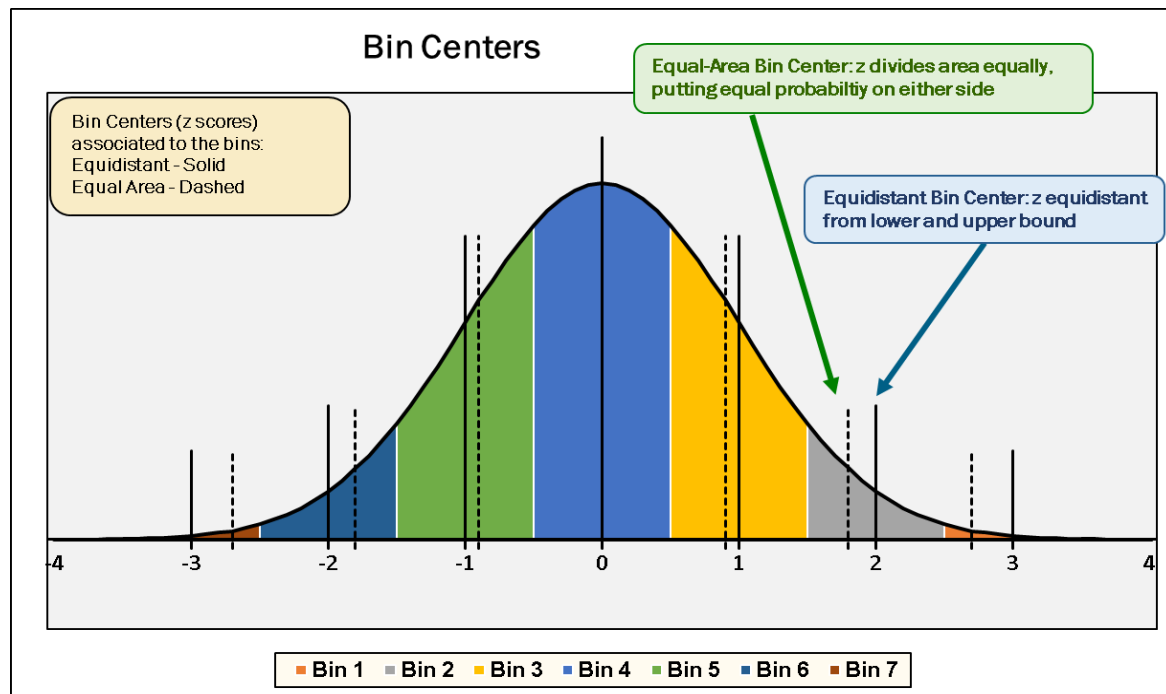 Bin Centers
Equal-Area Bin Center: z divides area equally,
putting equal probabiltiy on either side
Bin Centers (z scores)
associated to the bins:
Equidistant - Solid
Equal Area - Dashed
Equidistant Bin Center: z equidistant
from lower and upper bound
-4 -3 -2 -1 0 1 2 3 4
Bin 1 Bin 2 Bin 3 Bin 4 Bin 5 Bin 6 Bin 7